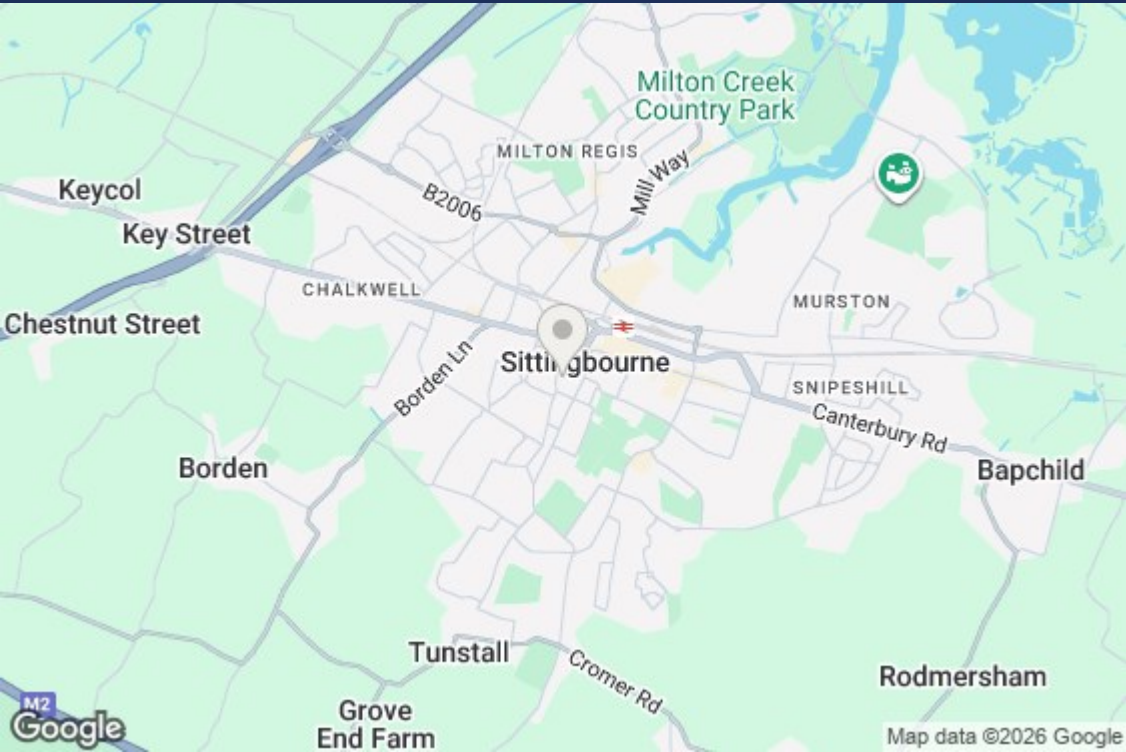 Milton Creek
Country Park
MILTON REGIS
Mill Way
Keycol
B2006
Key Street
CHALKWELL
MURSTON
Chestnut Street
Sittingbourne
Borden Ln
SNIPESHILL
Canterbury Rd
Borden
Bapchild
Tunstall
Cromer Rd
Rodmersham
M2
Grove
End Farm
Google
Map data ©2026 Google